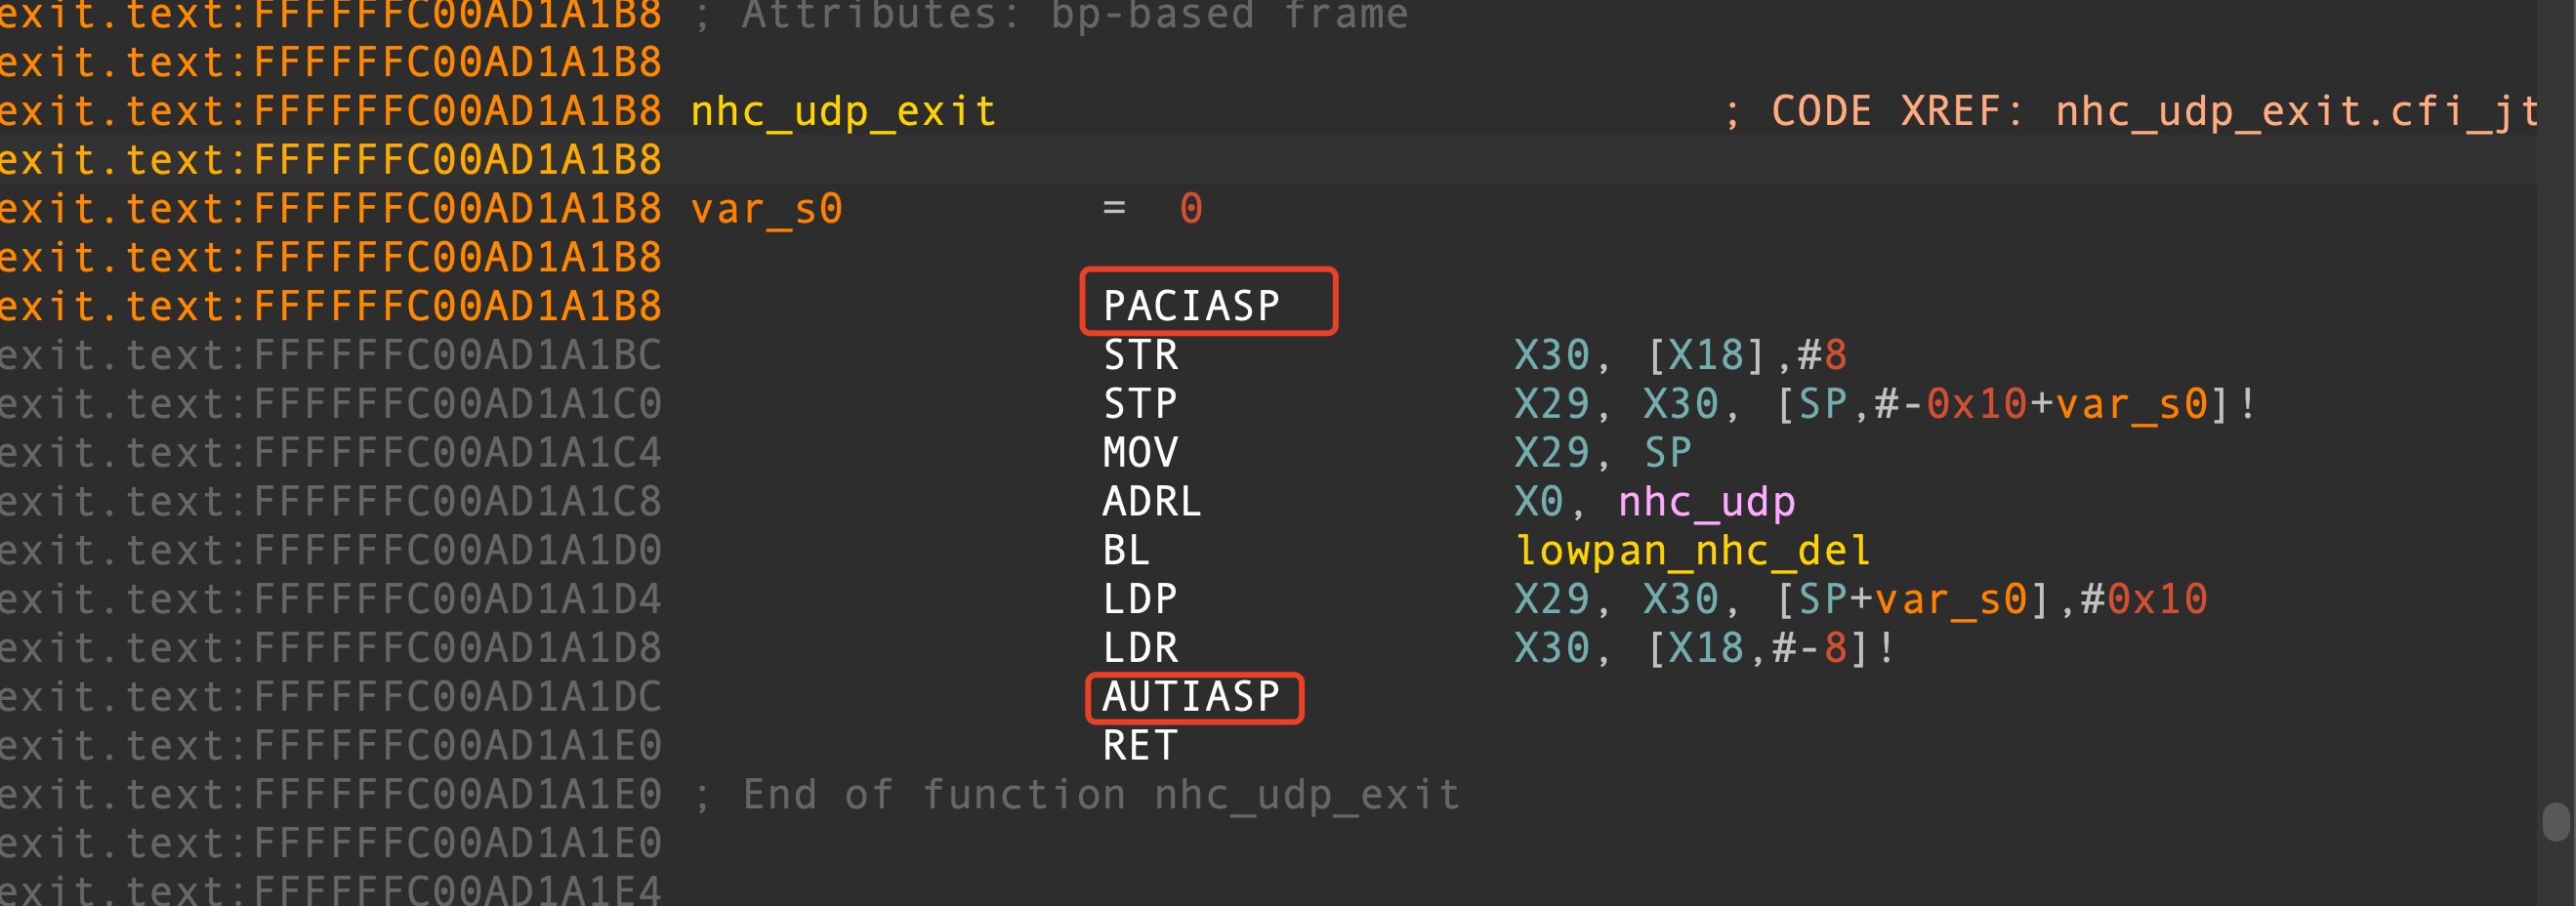 exit.text:FFFFFFC00AD1A1B8 ; Attributes: bp-based frame
exit.text:FFFFFFC00AD1A1B8
exit.text:FFFFFFC00AD1A1B8 nhc_udp_exit ; CODE XREF: nhc_udp_exit.cfi_jt
exit.text:FFFFFFC00AD1A1B8
exit.text:FFFFFFC00AD1A1B8 var_s0 = 0
exit.text:FFFFFFC00AD1A1B8
exit.text:FFFFFFC00AD1A1B8 PACIASP
exit.text:FFFFFFC00AD1A1BC STR X30, [X18],#8
exit.text:FFFFFFC00AD1A1C0 STP X29, X30, [SP,#-0x10+var_s0]!
exit.text:FFFFFFC00AD1A1C4 MOV X29, SP
exit.text:FFFFFFC00AD1A1C8 ADRL X0, nhc_udp
exit.text:FFFFFFC00AD1A1D0 BL lowpan_nhc_del
exit.text:FFFFFFC00AD1A1D4 LDP X29, X30, [SP+var_s0],#0x10
exit.text:FFFFFFC00AD1A1D8 LDR X30, [X18,#-8]!
exit.text:FFFFFFC00AD1A1DC AUTIASP
exit.text:FFFFFFC00AD1A1E0 RET
exit.text:FFFFFFC00AD1A1E0 ; End of function nhc_udp_exit
exit.text:FFFFFFC00AD1A1E0
exit.text:FFFFFFC00AD1A1E4